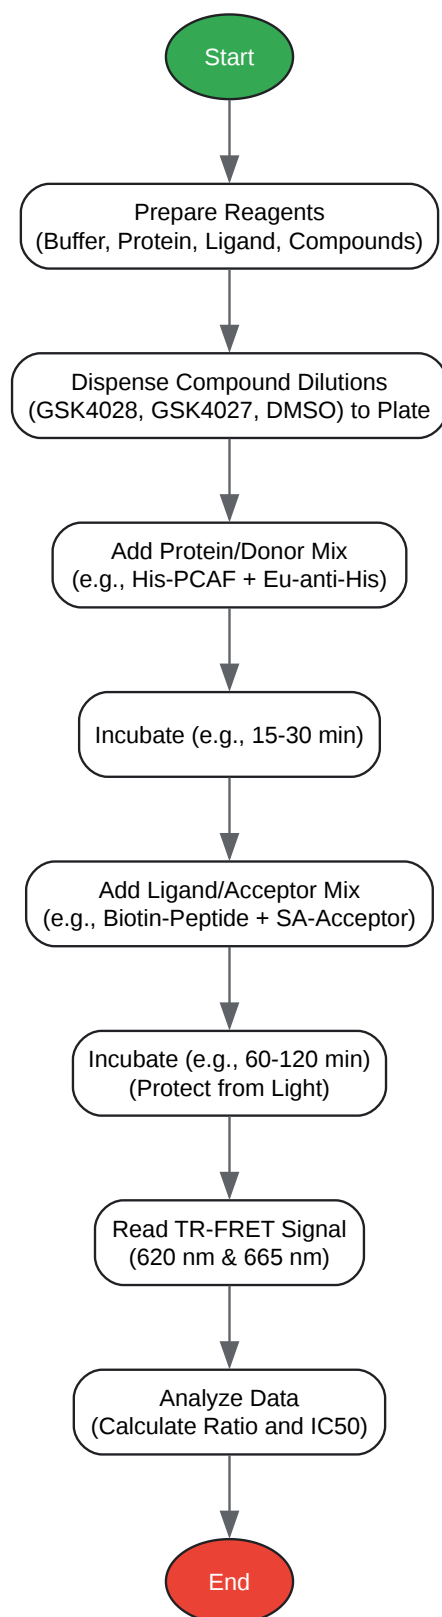 Start
Prepare Reagents
(Buffer, Protein, Ligand, Compounds)
Dispense Compound Dilutions
(GSK4028, GSK4027, DMSO) to Plate
Add Protein/Donor Mix
(e.g., His-PCAF + Eu-anti-His)
Incubate (e.g., 15-30 min)
Add Ligand/Acceptor Mix
(e.g., Biotin-Peptide + SA-Acceptor)
Incubate (e.g., 60-120 min)
(Protect from Light)
Read TR-FRET Signal
(620 nm & 665 nm)
Analyze Data
(Calculate Ratio and IC50)
End